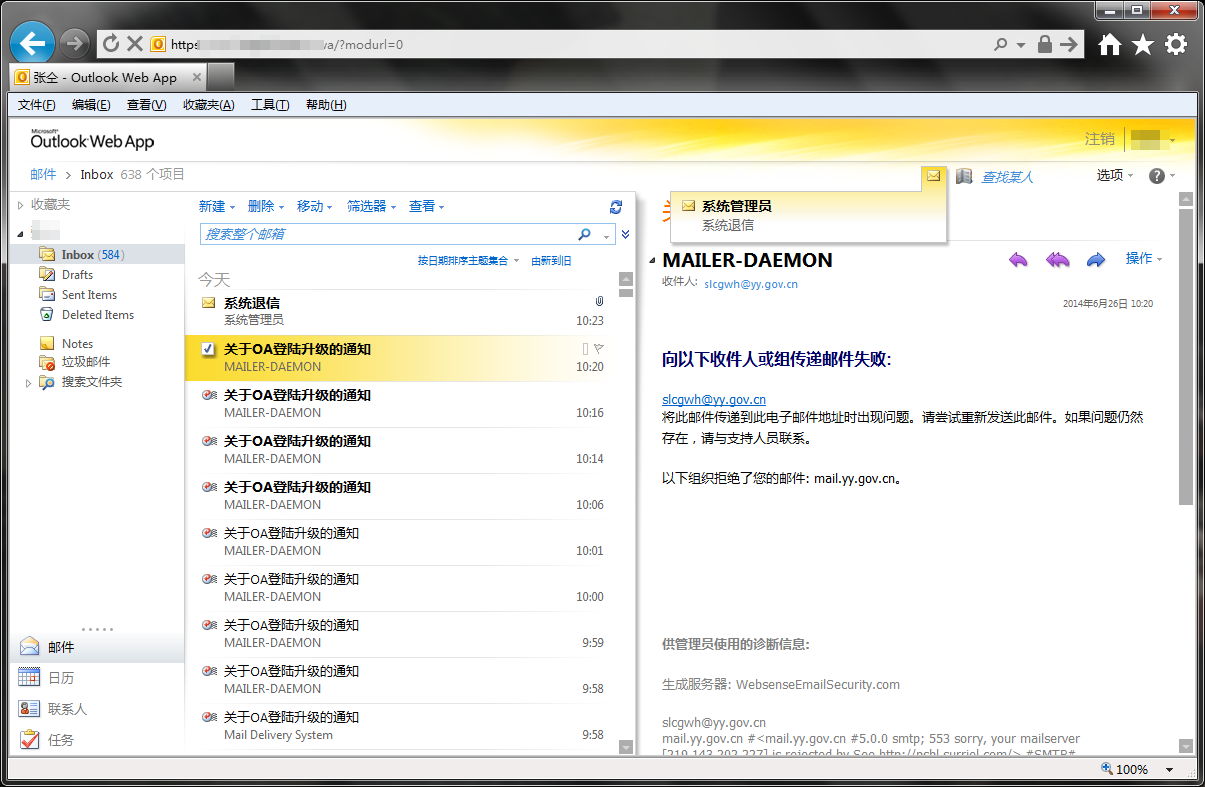 https
wa/?modurl=0
张仝 - Outlook Web App
文件(F) 编辑(E) 查看(V) 收藏夹(A) 工具(T) 帮助(H)
Microsoft®
Outlook Web App
注销
邮件 > Inbox 638 个项目
查找某人
选项
收藏夹
Inbox (584)
Drafts
Sent Items
Deleted Items
Notes
垃圾邮件
搜索文件夹
邮件
日历
联系人
任务
新建 删除 移动 筛选器 查看
搜索整个邮箱
按日期排序主题集合 由新到旧
今天
系统退信
系统管理员 10:23
关于OA登陆升级的通知
MAILER-DAEMON 10:20
关于OA登陆升级的通知
MAILER-DAEMON 10:16
关于OA登陆升级的通知
MAILER-DAEMON 10:14
关于OA登陆升级的通知
MAILER-DAEMON 10:06
关于OA登陆升级的通知
MAILER-DAEMON 10:01
关于OA登陆升级的通知
MAILER-DAEMON 10:00
关于OA登陆升级的通知
MAILER-DAEMON 9:59
关于OA登陆升级的通知
MAILER-DAEMON 9:58
关于OA登陆升级的通知
Mail Delivery System 9:58
系统管理员
系统退信
MAILER-DAEMON
操作
收件人: slcgwh@yy.gov.cn
2014年6月26日 10:20
向以下收件人或组传递邮件失败:
slcgwh@yy.gov.cn
将此邮件传递到此电子邮件地址时出现问题。请尝试重新发送此邮件。如果问题仍然
存在，请与支持人员联系。
以下组织拒绝了您的邮件: mail.yy.gov.cn。
供管理员使用的诊断信息:
生成服务器: WebsenseEmailSecurity.com
slcgwh@yy.gov.cn
mail.yy.gov.cn #<mail.yy.gov.cn #5.0.0 smtp; 553 sorry, your mailserver
[210.143.202.227] is rejected by See http://pcbl.surriel.com/> #SMTP#
100%